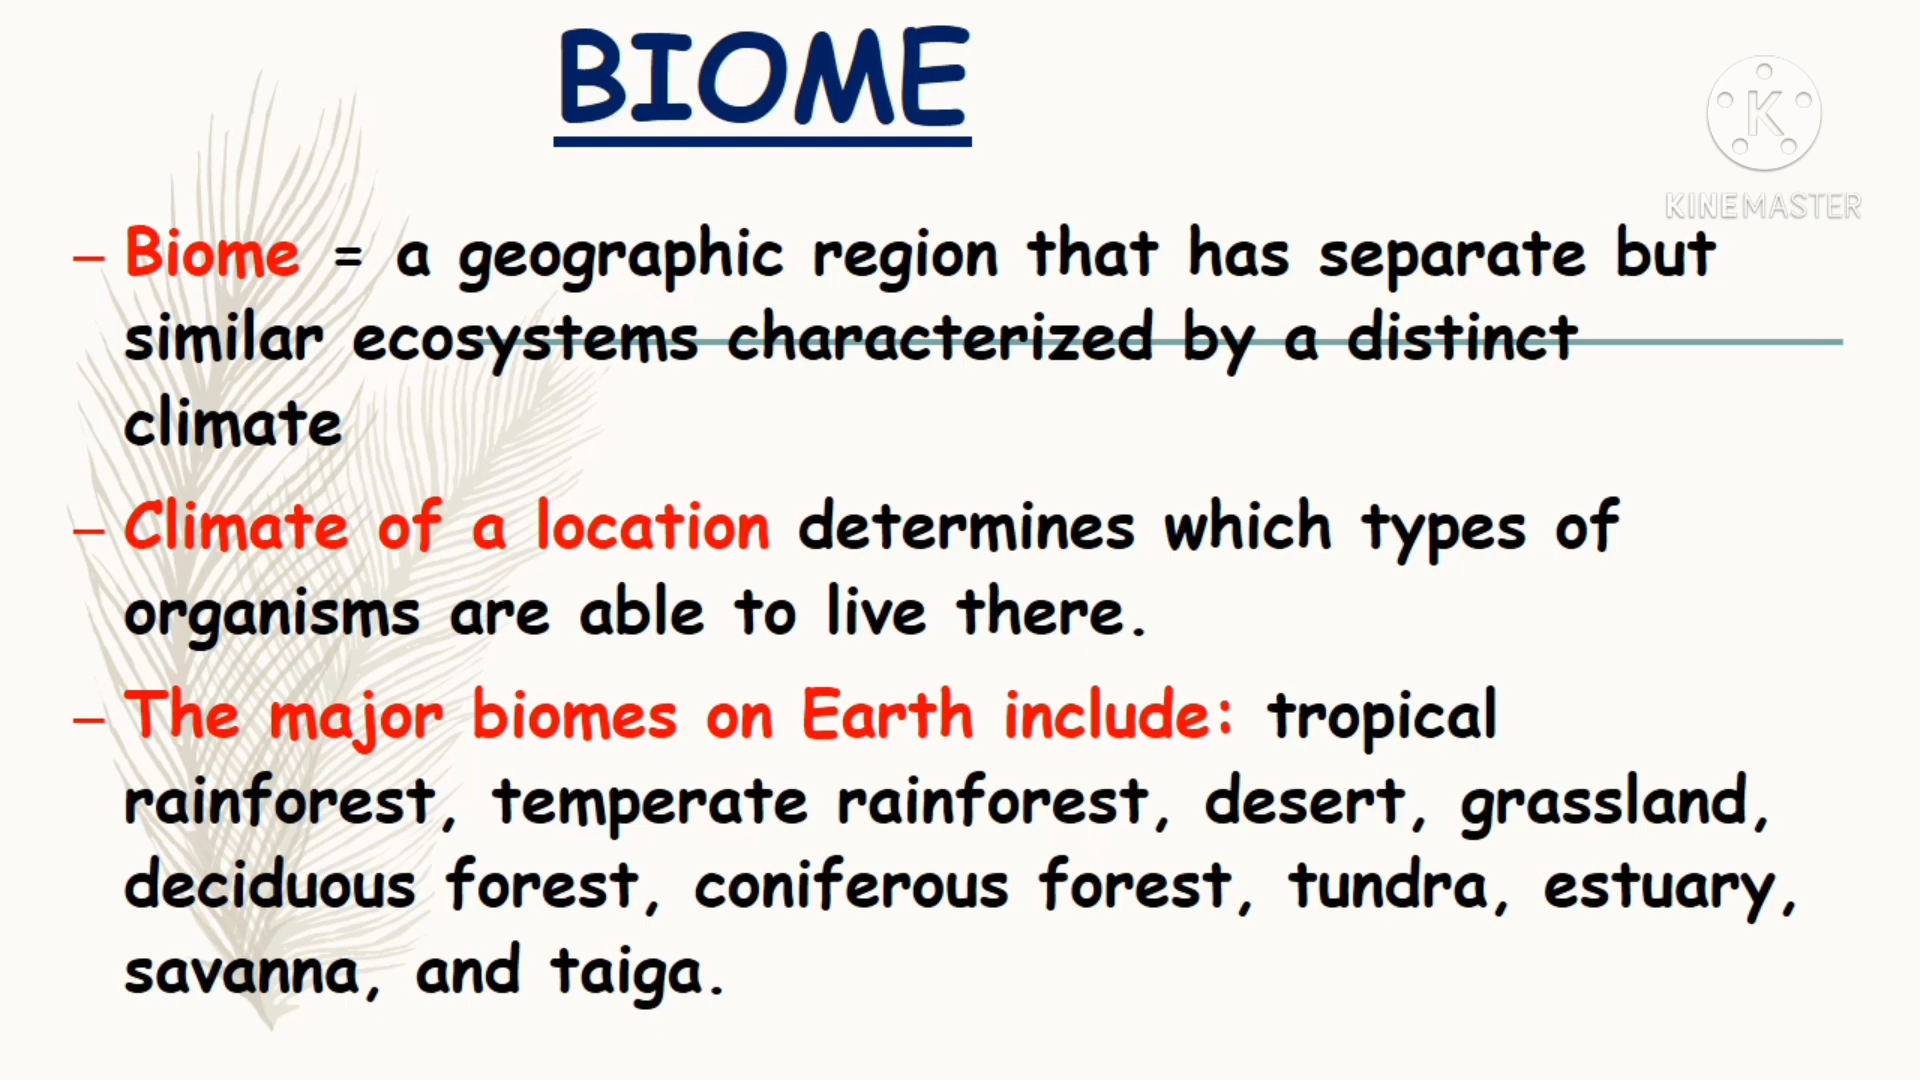 BIOME
K
KINEMASTER
– Biome = a geographic region that has separate but
similar ecosystems characterized by a distinct
climate
– Climate of a location determines which types of
organisms are able to live there.
– The major biomes on Earth include: tropical
rainforest, temperate rainforest, desert, grassland,
deciduous forest, coniferous forest, tundra, estuary,
savanna, and taiga.